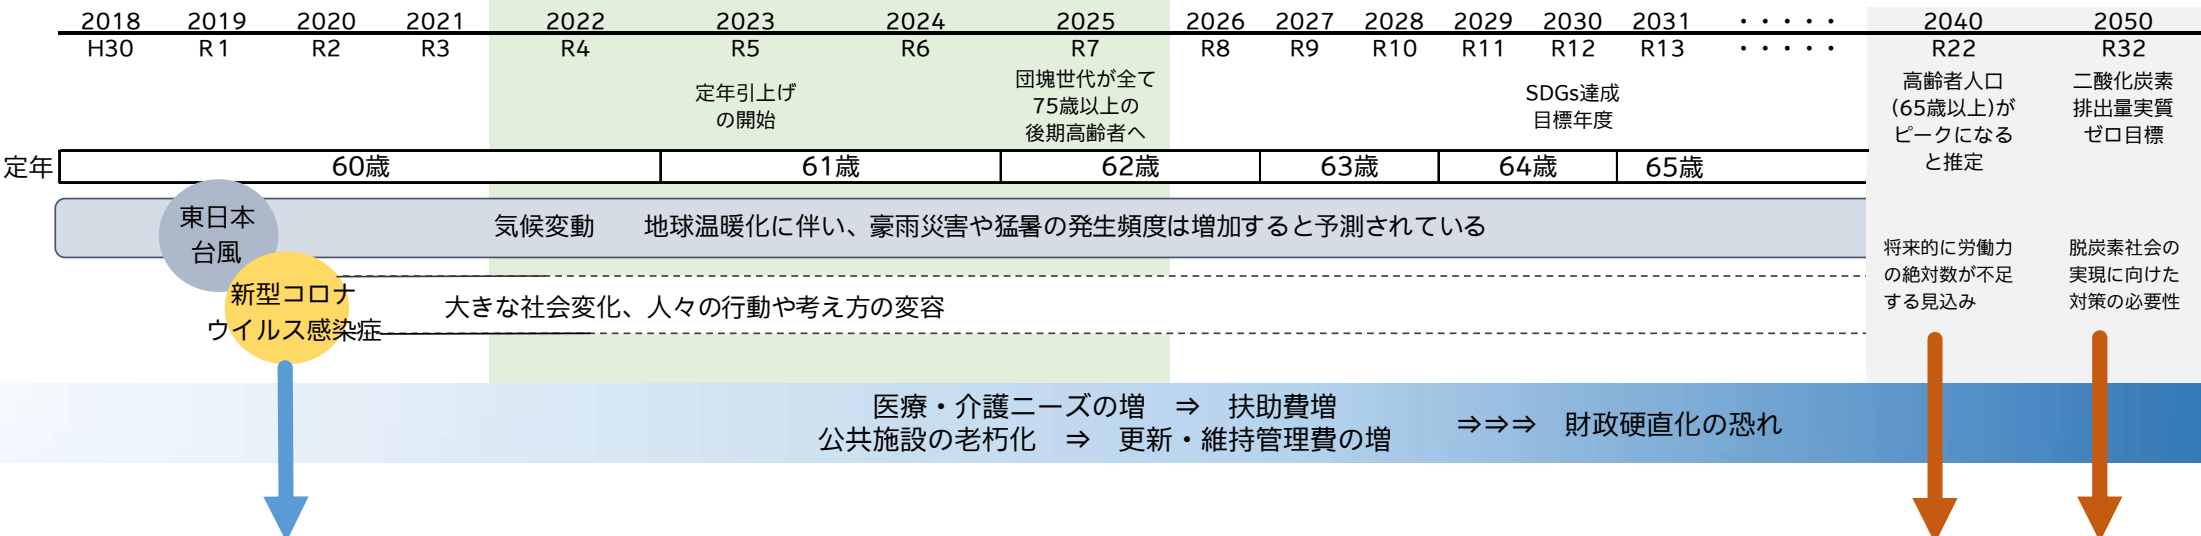 2018 2019 2020 2021 2022 2023 2024 2025 2026 2027 2028 2029 2030 2031 ・・・・・ 2040 2050
H30 R1 R2 R3 R4 R5 R6 R7 R8 R9 R10 R11 R12 R13 ・・・・・ R22 R32
定年引上げ
の開始
団塊世代が全て
75歳以上の
後期高齢者へ
SDGs達成
目標年度
高齢者人口
(65歳以上)が
ピークになる
と推定
二酸化炭素
排出量実質
ゼロ目標
定年 60歳 61歳 62歳 63歳 64歳 65歳
東日本
台風
気候変動 地球温暖化に伴い、豪雨災害や猛暑の発生頻度は増加すると予測されている
新型コロナ
ウイルス感染症
大きな社会変化、人々の行動や考え方の変容
将来的に労働力
の絶対数が不足
する見込み
脱炭素社会の
実現に向けた
対策の必要性
医療・介護ニーズの増 ⇒ 扶助費増
公共施設の老朽化 ⇒ 更新・維持管理費の増
⇒⇒⇒ 財政硬直化の恐れ